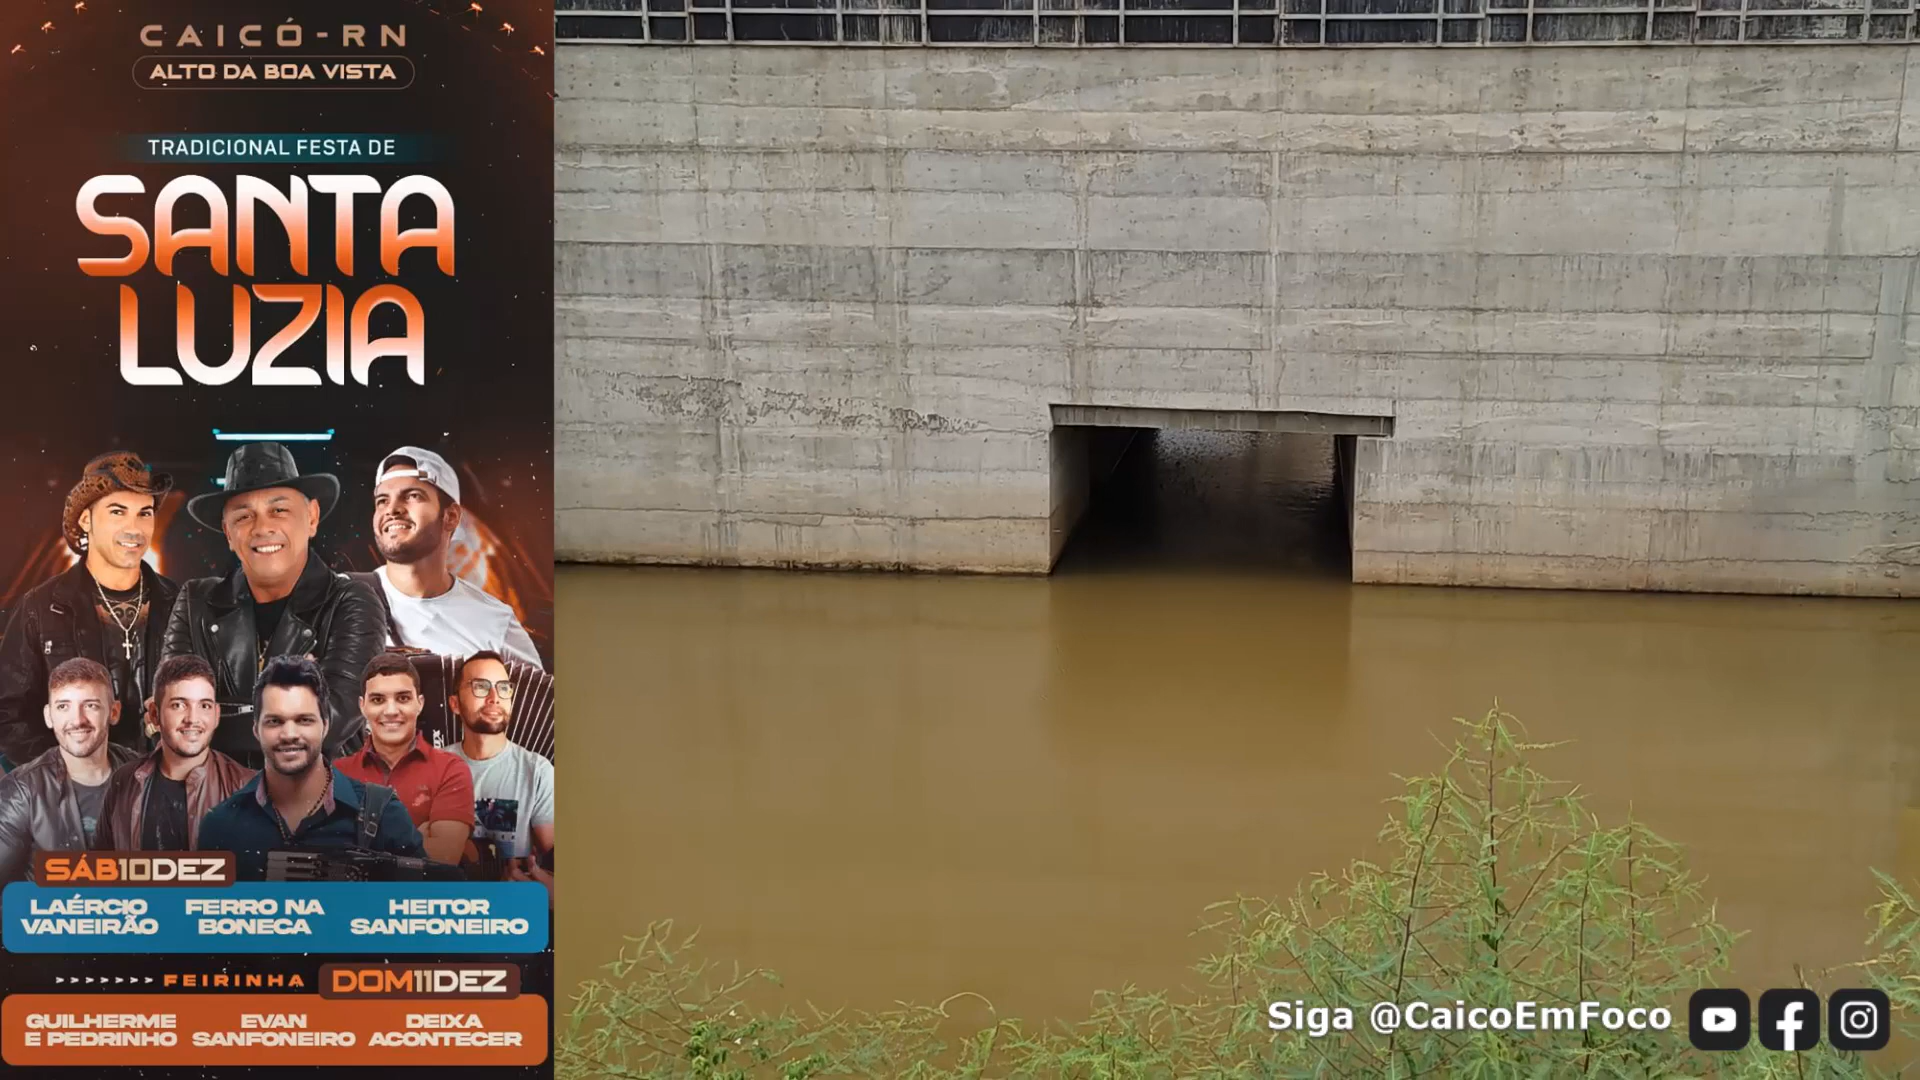 CAICÓ-RN
ALTO DA BOA VISTA
TRADICIONAL FESTA DE
SANTA
LUZIA
SÁB10DEZ
LAÉRCIO
VANEIRÃO
FERRO NA
BONECA
HEITOR
SANFONEIRO
>>>>>>> FEIRINHA DOM11DEZ
GUILHERME
E PEDRINHO
EVAN
SANFONEIRO
DEIXA
ACONTECER
Siga @CaicoEmFoco